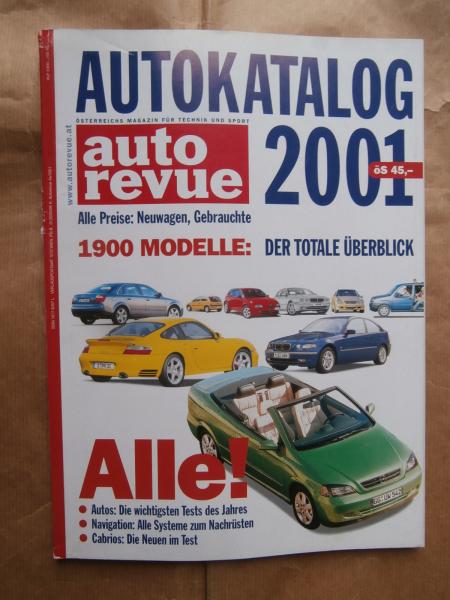 AUTOKATALOG
ÖSTERREICHS MAGAZIN FÜR TECHNIK UND SPORT
www.autorevue.at
auto
revue
2001
öS 45,–
Alle Preise: Neuwagen, Gebrauchte
1900 MODELLE: DER TOTALE ÜBERBLICK
Alle!
Autos: Die wichtigsten Tests des Jahres
Navigation: Alle Systeme zum Nachrüsten
Cabrios: Die Neuen im Test